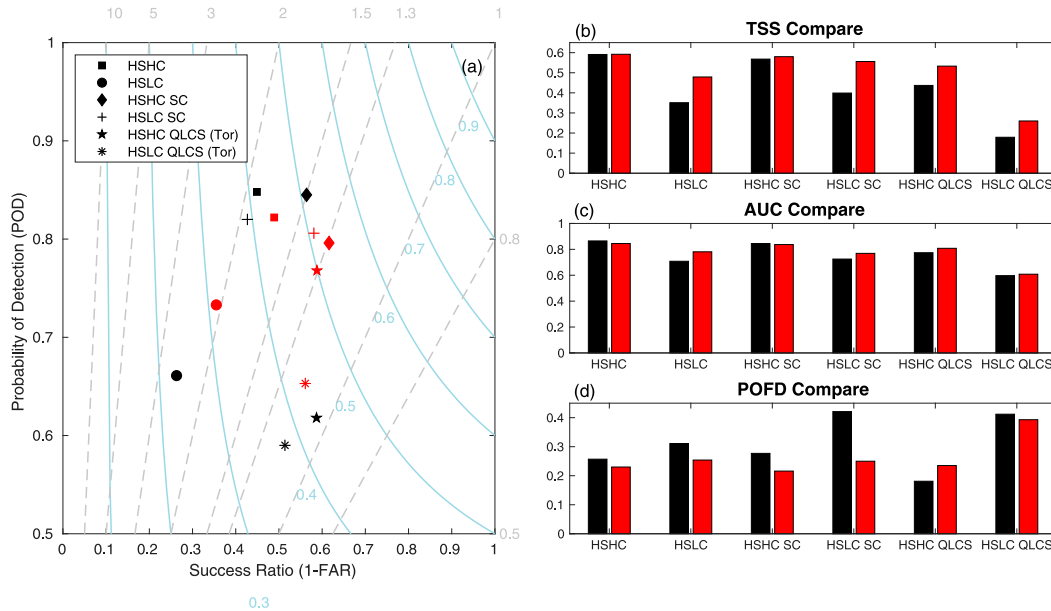 10 5 3 2 1.5 1.3 1
(a)
HSHC
HSLC
HSHC SC
HSLC SC
HSHC QLCS (Tor)
HSLC QLCS (Tor)
1
0.9
0.8
0.7
0.6
0.5
Probability of Detection (POD)
0.9
0.8
0.7
0.6
0.5
0.4
0.3
0.8
0.5
0 0.1 0.2 0.3 0.4 0.5 0.6 0.7 0.8 0.9 1
Success Ratio (1-FAR)
(b) TSS Compare
0.6
0.5
0.4
0.3
0.2
0.1
0
HSHC HSLC HSHC SC HSLC SC HSHC QLCS HSLC QLCS
(c) AUC Compare
1
0.8
0.6
0.4
0.2
0
HSHC HSLC HSHC SC HSLC SC HSHC QLCS HSLC QLCS
(d) POFD Compare
0.4
0.3
0.2
0.1
0
HSHC HSLC HSHC SC HSLC SC HSHC QLCS HSLC QLCS